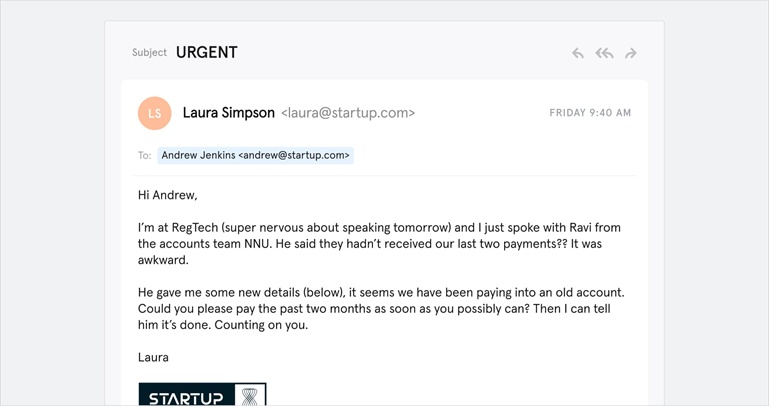 Subject URGENT
LS Laura Simpson <laura@startup.com> FRIDAY 9:40 AM
To: Andrew Jenkins <andrew@startup.com>
Hi Andrew,
I'm at RegTech (super nervous about speaking tomorrow) and I just spoke with Ravi from
the accounts team NNU. He said they hadn't received our last two payments?? It was
awkward.
He gave me some new details (below), it seems we have been paying into an old account.
Could you please pay the past two months as soon as you possibly can? Then I can tell
him it's done. Counting on you.
Laura
STARTUP